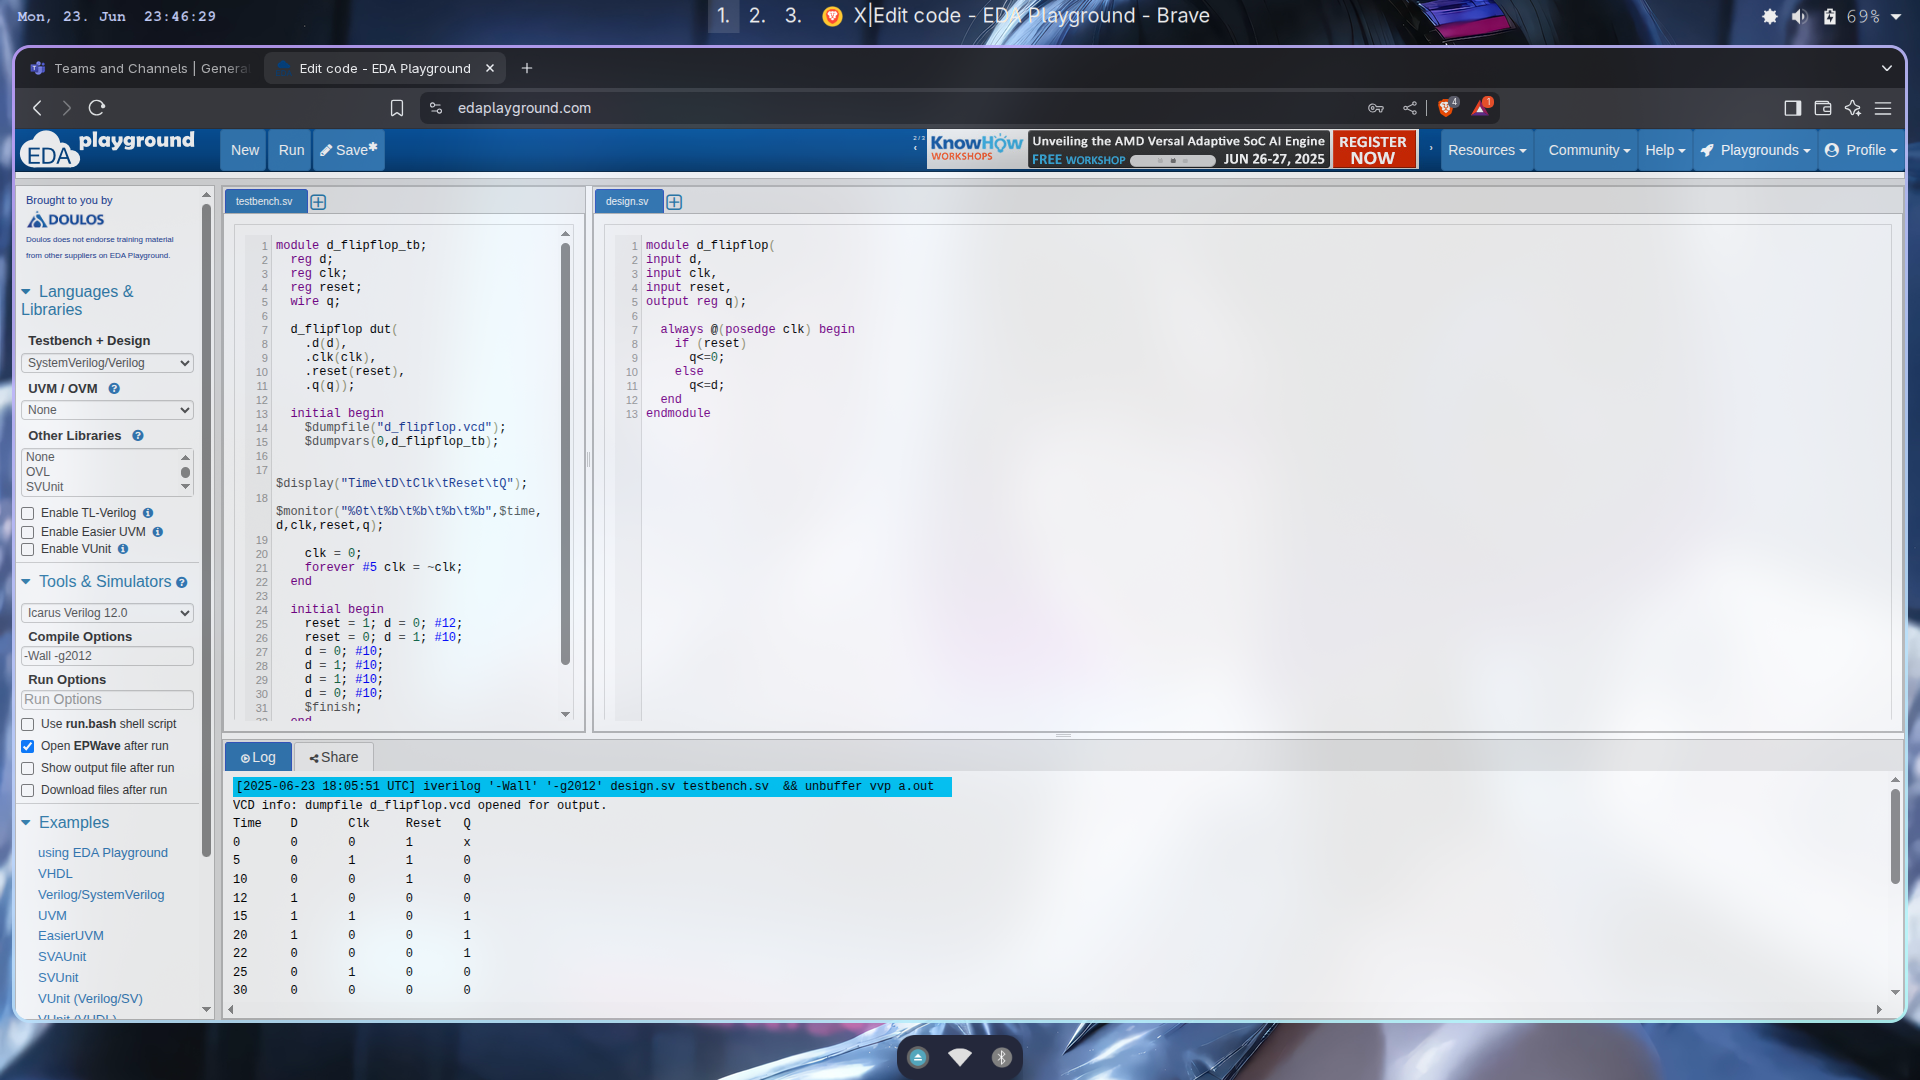 Mon, 23. Jun  23:46:29
1. 2. 3. X|Edit code - EDA Playground - Brave
69%
Teams and Channels | Genera
Edit code - EDA Playground
edaplayground.com
4
1
EDA playground
New
Run
Save*
2/3
KnowHow WORKSHOPS
Unveiling the AMD Versal Adaptive SoC AI Engine
FREE WORKSHOP JUN 26-27, 2025
REGISTER NOW
Resources
Community
Help
Playgrounds
Profile
Brought to you by
DOULOS
Doulos does not endorse training material
from other suppliers on EDA Playground.
Languages &
Libraries
Testbench + Design
SystemVerilog/Verilog
UVM / OVM
None
Other Libraries
None
OVL
SVUnit
Enable TL-Verilog
Enable Easier UVM
Enable VUnit
Tools & Simulators
Icarus Verilog 12.0
Compile Options
-Wall -g2012
Run Options
Run Options
Use run.bash shell script
Open EPWave after run
Show output file after run
Download files after run
Examples
using EDA Playground
VHDL
Verilog/SystemVerilog
UVM
EasierUVM
SVAUnit
SVUnit
VUnit (Verilog/SV)
VUnit (VHDL)
testbench.sv
1 module d_flipflop_tb;
2   reg d;
3   reg clk;
4   reg reset;
5   wire q;
6
7   d_flipflop dut(
8     .d(d),
9     .clk(clk),
10     .reset(reset),
11     .q(q));
12
13   initial begin
14     $dumpfile("d_flipflop.vcd");
15     $dumpvars(0,d_flipflop_tb);
16
17
$display("Time\tD\tClk\tReset\tQ");
18
$monitor("%0t\t%b\t%b\t%b\t%b",$time,
d,clk,reset,q);
19
20     clk = 0;
21     forever #5 clk = ~clk;
22   end
23
24   initial begin
25     reset = 1; d = 0; #12;
26     reset = 0; d = 1; #10;
27     d = 0; #10;
28     d = 1; #10;
29     d = 1; #10;
30     d = 0; #10;
31     $finish;
32   end
design.sv
1 module d_flipflop(
2 input d,
3 input clk,
4 input reset,
5 output reg q);
6
7   always @(posedge clk) begin
8     if (reset)
9       q<=0;
10     else
11       q<=d;
12   end
13 endmodule
Log
Share
[2025-06-23 18:05:51 UTC] iverilog '-Wall' '-g2012' design.sv testbench.sv  && unbuffer vvp a.out
VCD info: dumpfile d_flipflop.vcd opened for output.
Time D Clk Reset Q
0 0 0 1 x
5 0 1 1 0
10 0 0 1 0
12 1 0 0 0
15 1 1 0 1
20 1 0 0 1
22 0 0 0 1
25 0 1 0 0
30 0 0 0 0